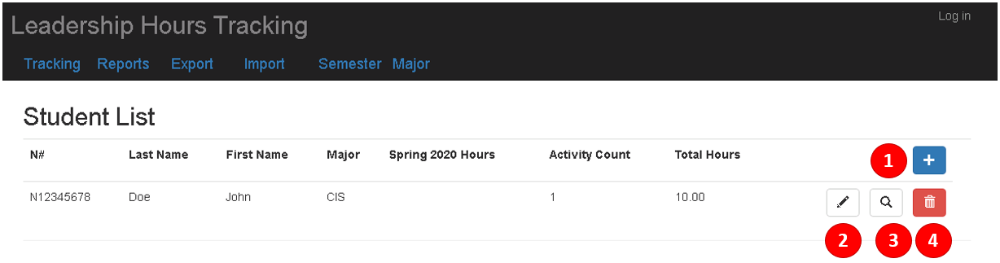 Leadership Hours Tracking
Log in
Tracking Reports Export Import Semester Major
Student List
N# Last Name First Name Major Spring 2020 Hours Activity Count Total Hours 1 +
N12345678 Doe John CIS 1 10.00
2 3 4